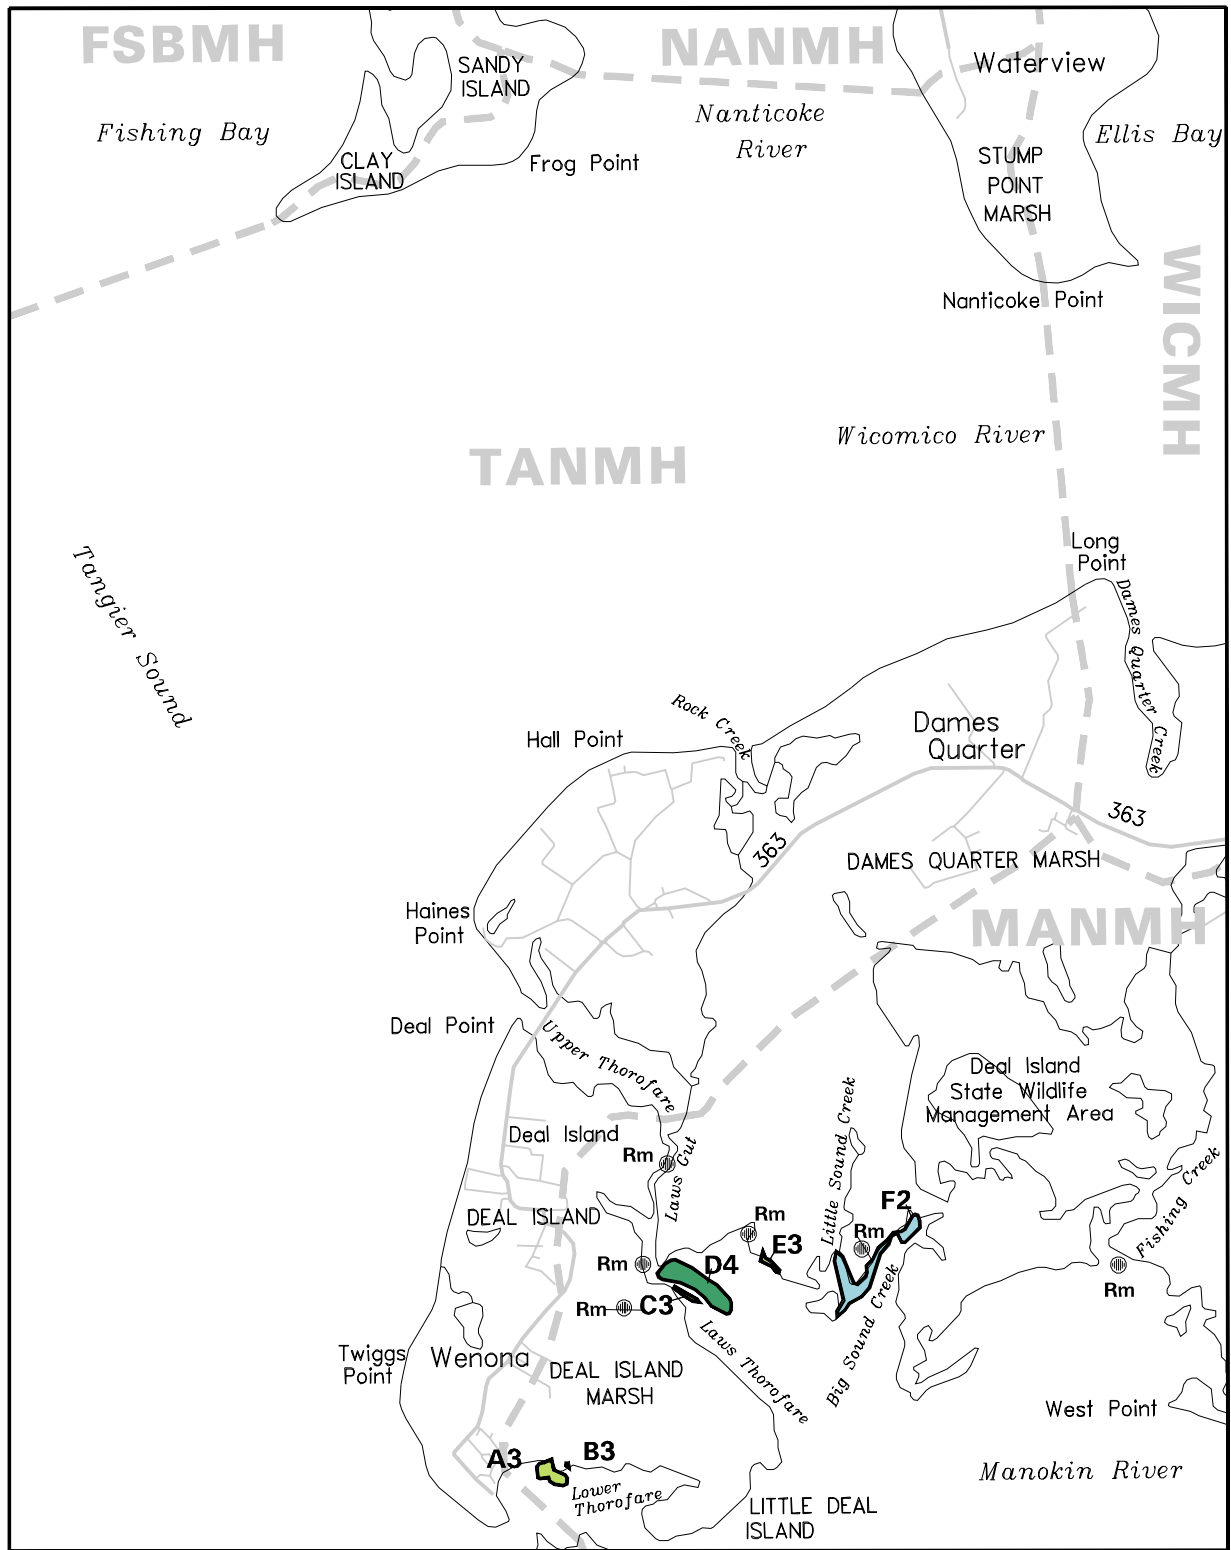 FSBMH
NANMH
SANDY
ISLAND
Waterview
Fishing Bay
Nanticoke
River
Ellis Bay
CLAY
ISLAND
Frog Point
STUMP
POINT
MARSH
WICMH
Nanticoke Point
Wicomico River
TANMH
Tangier Sound
Long
Point
Dames Quarter Creek
Rock Creek
Hall Point
Dames
Quarter
363
363
DAMES QUARTER MARSH
Haines
Point
MANMH
Deal Point
Upper Thorofare
Deal Island
State Wildlife
Management Area
Deal Island
Rm
Laws Gut
Little Sound Creek
Fishing Creek
DEAL ISLAND
Rm
F2
Rm
E3
Rm
D4
Rm
Rm
C3
Big Sound Creek
Laws Thorofare
Twiggs
Point
Wenona
DEAL ISLAND
MARSH
West Point
A3
B3
Lower
Thorofare
Manokin River
LITTLE DEAL
ISLAND